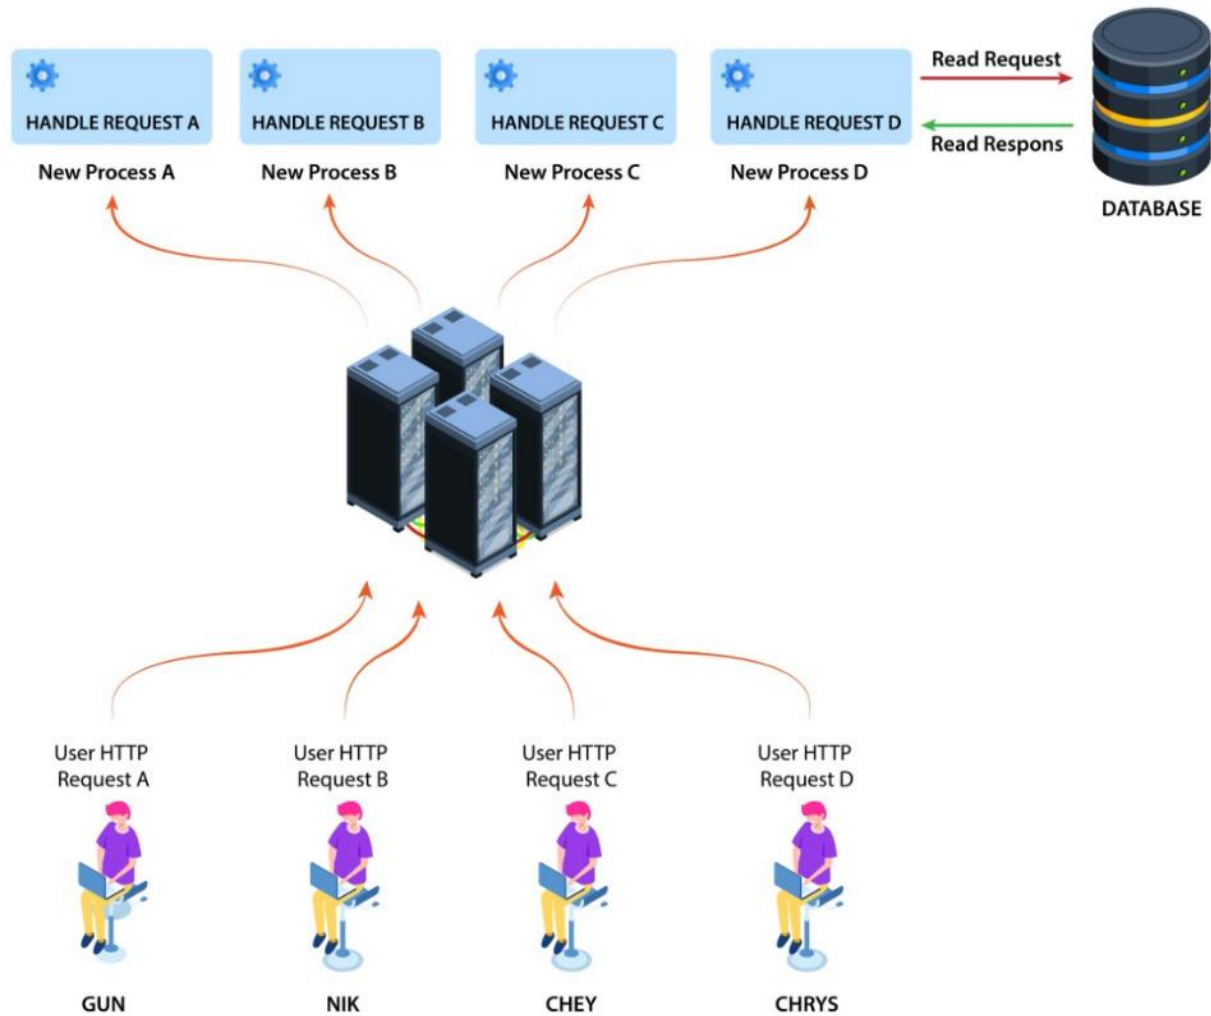 HANDLE REQUEST A
HANDLE REQUEST B
HANDLE REQUEST C
HANDLE REQUEST D
Read Request
Read Respons
DATABASE
New Process A
New Process B
New Process C
New Process D
User HTTP
Request A
User HTTP
Request B
User HTTP
Request C
User HTTP
Request D
GUN
NIK
CHEY
CHRYS